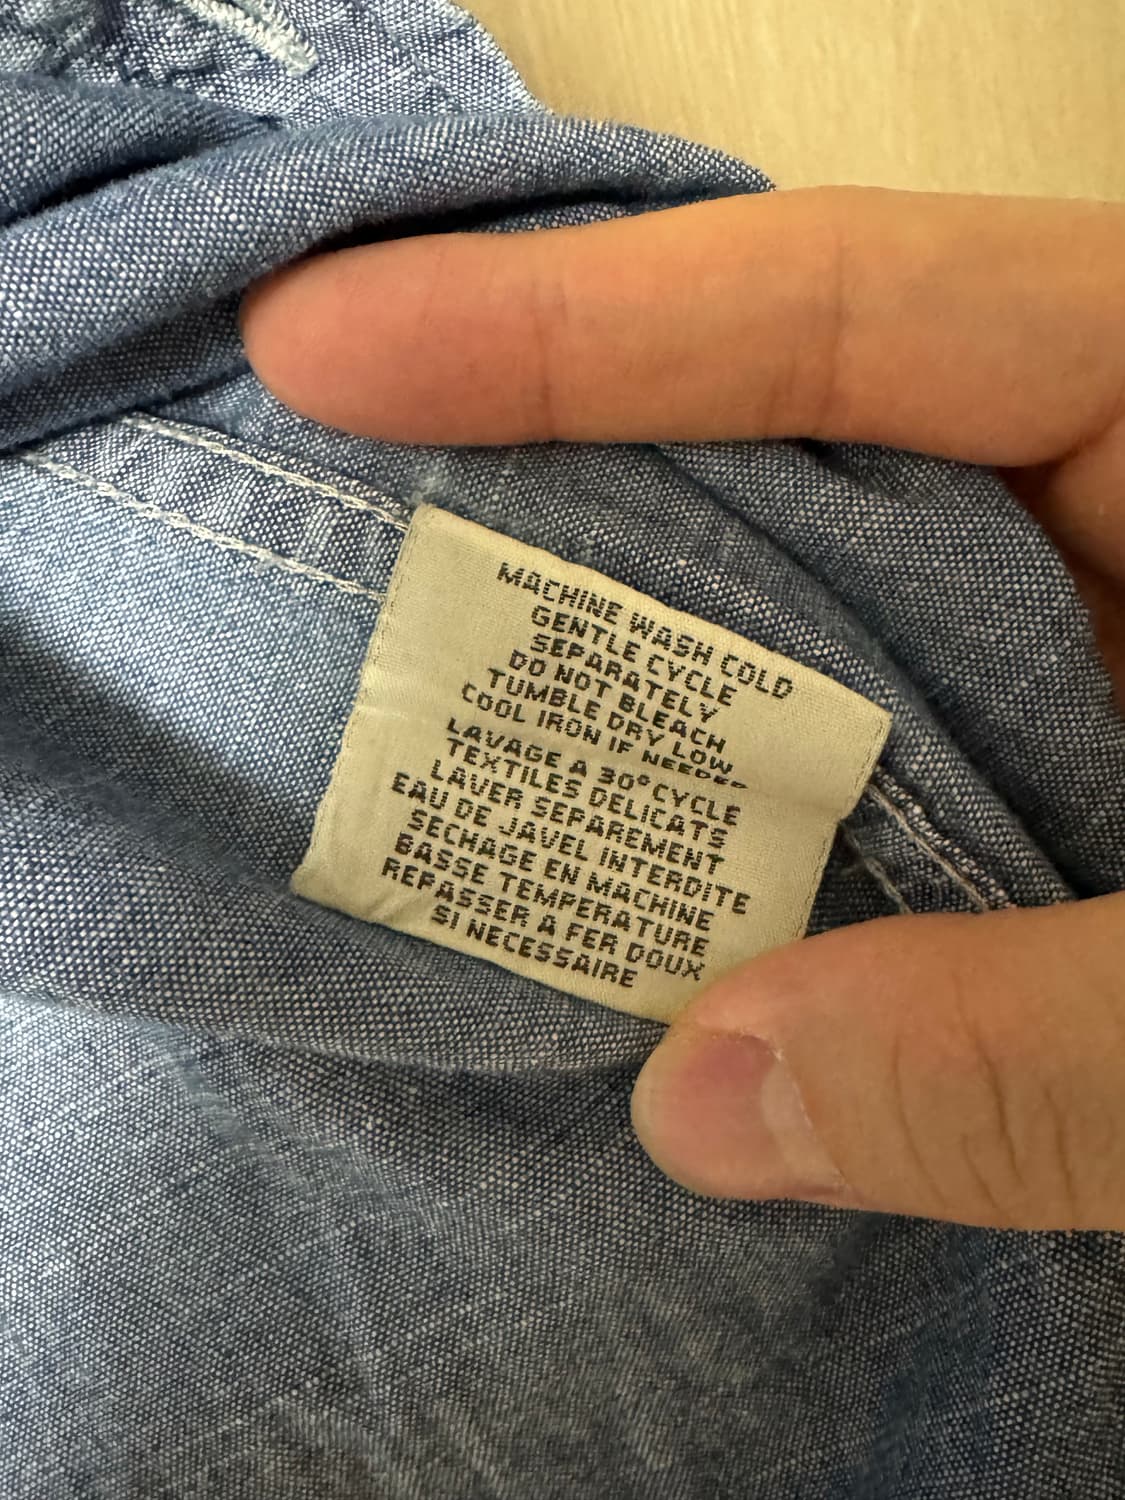 MACHINE WASH COLD
GENTLE CYCLE
SEPARATELY
DO NOT BLEACH
TUMBLE DRY LOW
COOL IRON IF NEEDED
LAVAGE A 30° CYCLE
TEXTILES DELICATS
LAVER SEPAREMENT
EAU DE JAVEL INTERDITE
SECHAGE EN MACHINE
BASSE TEMPERATURE
REPASSER A FER DOUX
SI NECESSAIRE